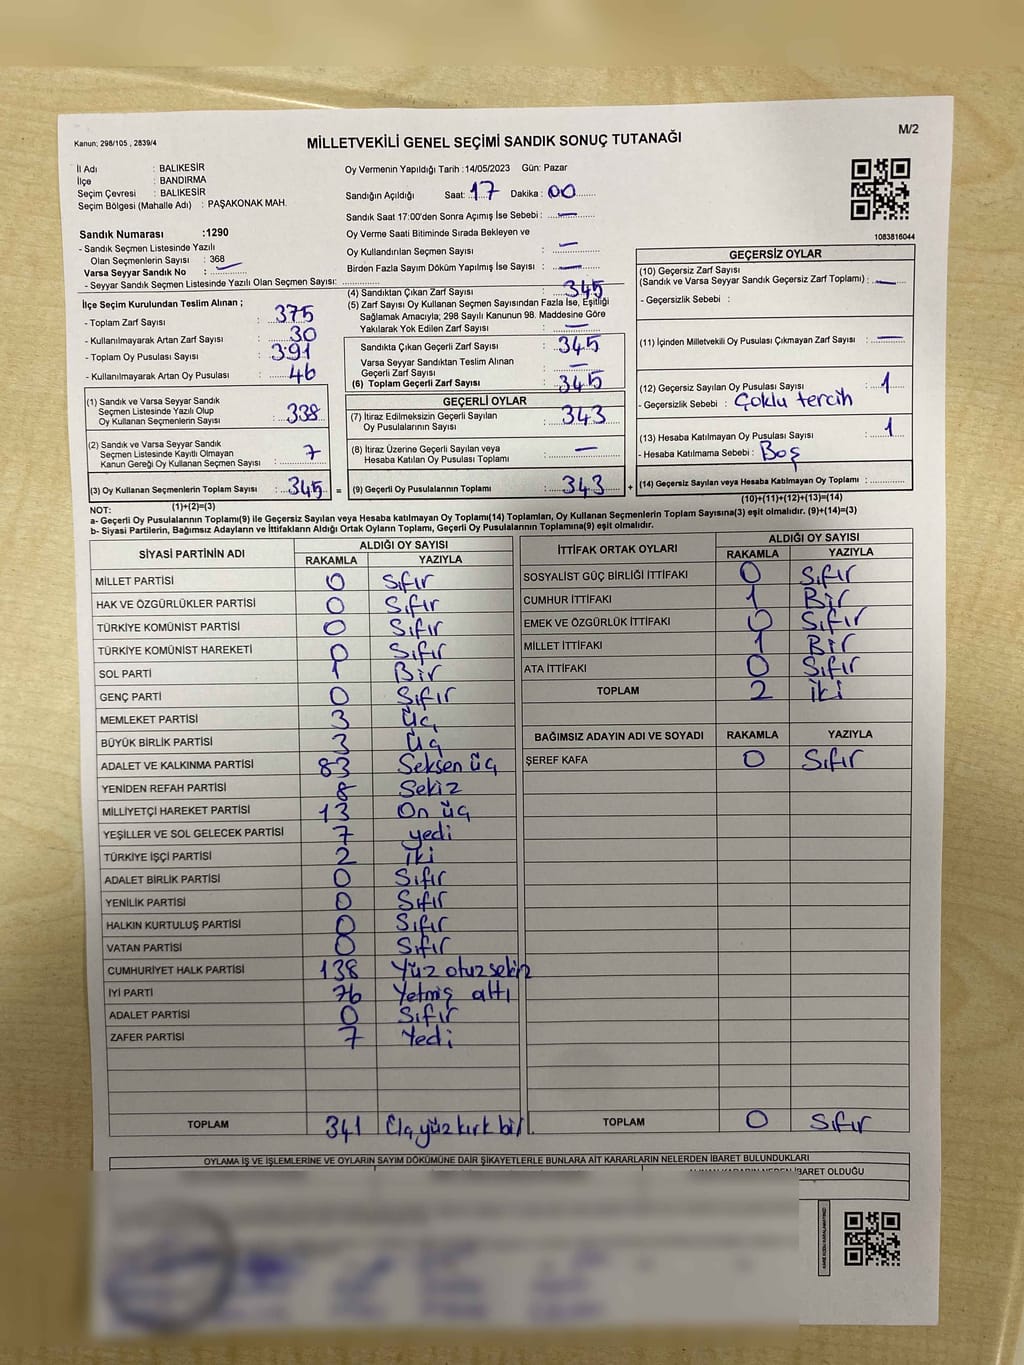 Kanun; 298/105 , 2839/4
MİLLETVEKİLİ GENEL SEÇİMİ SANDIK SONUÇ TUTANAĞI
M/2
İl Adı : BALIKESİR
İlçe : BANDIRMA
Seçim Çevresi : BALIKESİR
Seçim Bölgesi (Mahalle Adı) : PAŞAKONAK MAH.
Oy Vermenin Yapıldığı Tarih :14/05/2023 Gün: Pazar
Sandığın Açıldığı Saat: 17 Dakika : 00
Sandık Saat 17:00'den Sonra Açımış İse Sebebi : —
Oy Verme Saati Bitiminde Sırada Bekleyen ve
Oy Kullandırılan Seçmen Sayısı : —
Birden Fazla Sayım Döküm Yapılmış İse Sayısı : —
1083816044
Sandık Numarası :1290
- Sandık Seçmen Listesinde Yazılı
Olan Seçmenlerin Sayısı : 368
Varsa Seyyar Sandık No : —
- Seyyar Sandık Seçmen Listesinde Yazılı Olan Seçmen Sayısı:
İlçe Seçim Kurulundan Teslim Alınan ;
- Toplam Zarf Sayısı : 375
- Kullanılmayarak Artan Zarf Sayısı : 30
- Toplam Oy Pusulası Sayısı : 391
- Kullanılmayarak Artan Oy Pusulası : 46
(1) Sandık ve Varsa Seyyar Sandık
Seçmen Listesinde Yazılı Olup
Oy Kullanan Seçmenlerin Sayısı : 338
(2) Sandık ve Varsa Seyyar Sandık
Seçmen Listesinde Kayıtlı Olmayan
Kanun Gereği Oy Kullanan Seçmen Sayısı : 7
(3) Oy Kullanan Seçmenlerin Toplam Sayısı : 345 =
(1)+(2)=(3)
(4) Sandıktan Çıkan Zarf Sayısı : 345
(5) Zarf Sayısı Oy Kullanan Seçmen Sayısından Fazla İse, Eşitliği
Sağlamak Amacıyla; 298 Sayılı Kanunun 98. Maddesine Göre
Yakılarak Yok Edilen Zarf Sayısı : —
Sandıkta Çıkan Geçerli Zarf Sayısı : 345
Varsa Seyyar Sandıktan Teslim Alınan
Geçerli Zarf Sayısı : —
(6) Toplam Geçerli Zarf Sayısı : 345
GEÇERLİ OYLAR
(7) İtiraz Edilmeksizin Geçerli Sayılan
Oy Pusulalarının Sayısı : 343
(8) İtiraz Üzerine Geçerli Sayılan veya
Hesaba Katılan Oy Pusulası Toplamı : —
(9) Geçerli Oy Pusulalarının Toplamı : 343 +
GEÇERSİZ OYLAR
(10) Geçersiz Zarf Sayısı
(Sandık ve Varsa Seyyar Sandık Geçersiz Zarf Toplamı) : —
- Geçersizlik Sebebi :
(11) İçinden Milletvekili Oy Pusulası Çıkmayan Zarf Sayısı : —
(12) Geçersiz Sayılan Oy Pusulası Sayısı : 1
- Geçersizlik Sebebi : Çoklu tercih
(13) Hesaba Katılmayan Oy Pusulası Sayısı : 1
- Hesaba Katılmama Sebebi : Boş
(14) Geçersiz Sayılan veya Hesaba Katılmayan Oy Toplamı :
(10)+(11)+(12)+(13)=(14)
NOT:
a- Geçerli Oy Pusulalarının Toplamı(9) ile Geçersiz Sayılan veya Hesaba katılmayan Oy Toplamı(14) Toplamları, Oy Kullanan Seçmenlerin Toplam Sayısına(3) eşit olmalıdır. (9)+(14)=(3)
b- Siyasi Partilerin, Bağımsız Adayların ve İttifakların Aldığı Ortak Oyların Toplamı, Geçerli Oy Pusulalarının Toplamına(9) eşit olmalıdır.
SİYASİ PARTİNİN ADI ALDIĞI OY SAYISI
RAKAMLA YAZIYLA
MİLLET PARTİSİ 0 Sıfır
HAK VE ÖZGÜRLÜKLER PARTİSİ 0 Sıfır
TÜRKİYE KOMÜNİST PARTİSİ 0 Sıfır
TÜRKİYE KOMÜNİST HAREKETİ 0 Sıfır
SOL PARTİ 1 Bir
GENÇ PARTİ 0 Sıfır
MEMLEKET PARTİSİ 3 Üç
BÜYÜK BİRLİK PARTİSİ 3 Üç
ADALET VE KALKINMA PARTİSİ 83 Seksen üç
YENİDEN REFAH PARTİSİ 8 Sekiz
MİLLİYETÇİ HAREKET PARTİSİ 13 On üç
YEŞİLLER VE SOL GELECEK PARTİSİ 7 yedi
TÜRKİYE İŞÇİ PARTİSİ 2 iki
ADALET BİRLİK PARTİSİ 0 Sıfır
YENİLİK PARTİSİ 0 Sıfır
HALKIN KURTULUŞ PARTİSİ 0 Sıfır
VATAN PARTİSİ 0 Sıfır
CUMHURİYET HALK PARTİSİ 138 Yüz otuz sekiz
İYİ PARTİ 76 Yetmiş altı
ADALET PARTİSİ 0 Sıfır
ZAFER PARTİSİ 7 Yedi
TOPLAM 341 Üç yüz kırk bir
İTTİFAK ORTAK OYLARI ALDIĞI OY SAYISI
RAKAMLA YAZIYLA
SOSYALİST GÜÇ BİRLİĞİ İTTİFAKI 0 Sıfır
CUMHUR İTTİFAKI 1 Bir
EMEK VE ÖZGÜRLÜK İTTİFAKI 0 Sıfır
MİLLET İTTİFAKI 1 Bir
ATA İTTİFAKI 0 Sıfır
TOPLAM 2 iki
BAĞIMSIZ ADAYIN ADI VE SOYADI RAKAMLA YAZIYLA
ŞEREF KAFA 0 Sıfır
TOPLAM 0 Sıfır
OYLAMA İŞ VE İŞLEMLERİNE VE OYLARIN SAYIM DÖKÜMÜNE DAİR ŞİKAYETLERLE BUNLARA AİT KARARLARIN NELERDEN İBARET BULUNDUKLARI
ALINAN KARARIN NEDEN İBARET OLDUĞU